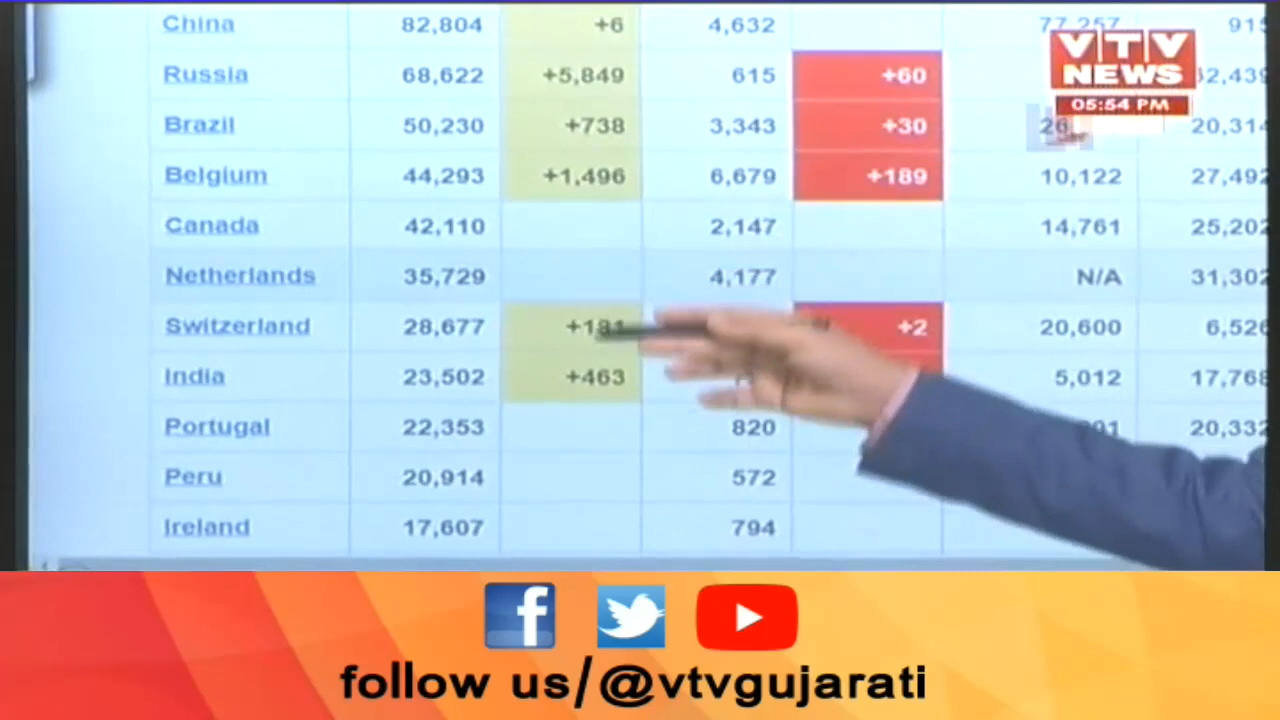 China 82,804 +6 4,632 77,257
VTV
NEWS
05:54 PM
Russia 68,622 +5,849 615 +60
Brazil 50,230 +738 3,343 +30 20,314
Belgium 44,293 +1,496 6,679 +189 10,122 27,492
Canada 42,110 2,147 14,761 25,202
Netherlands 35,729 4,177 N/A 31,302
Switzerland 28,677 +181 +2 20,600 6,526
India 23,502 +463 5,012 17,768
Portugal 22,353 820 20,332
Peru 20,914 572
Ireland 17,607 794
follow us/@vtvgujarati